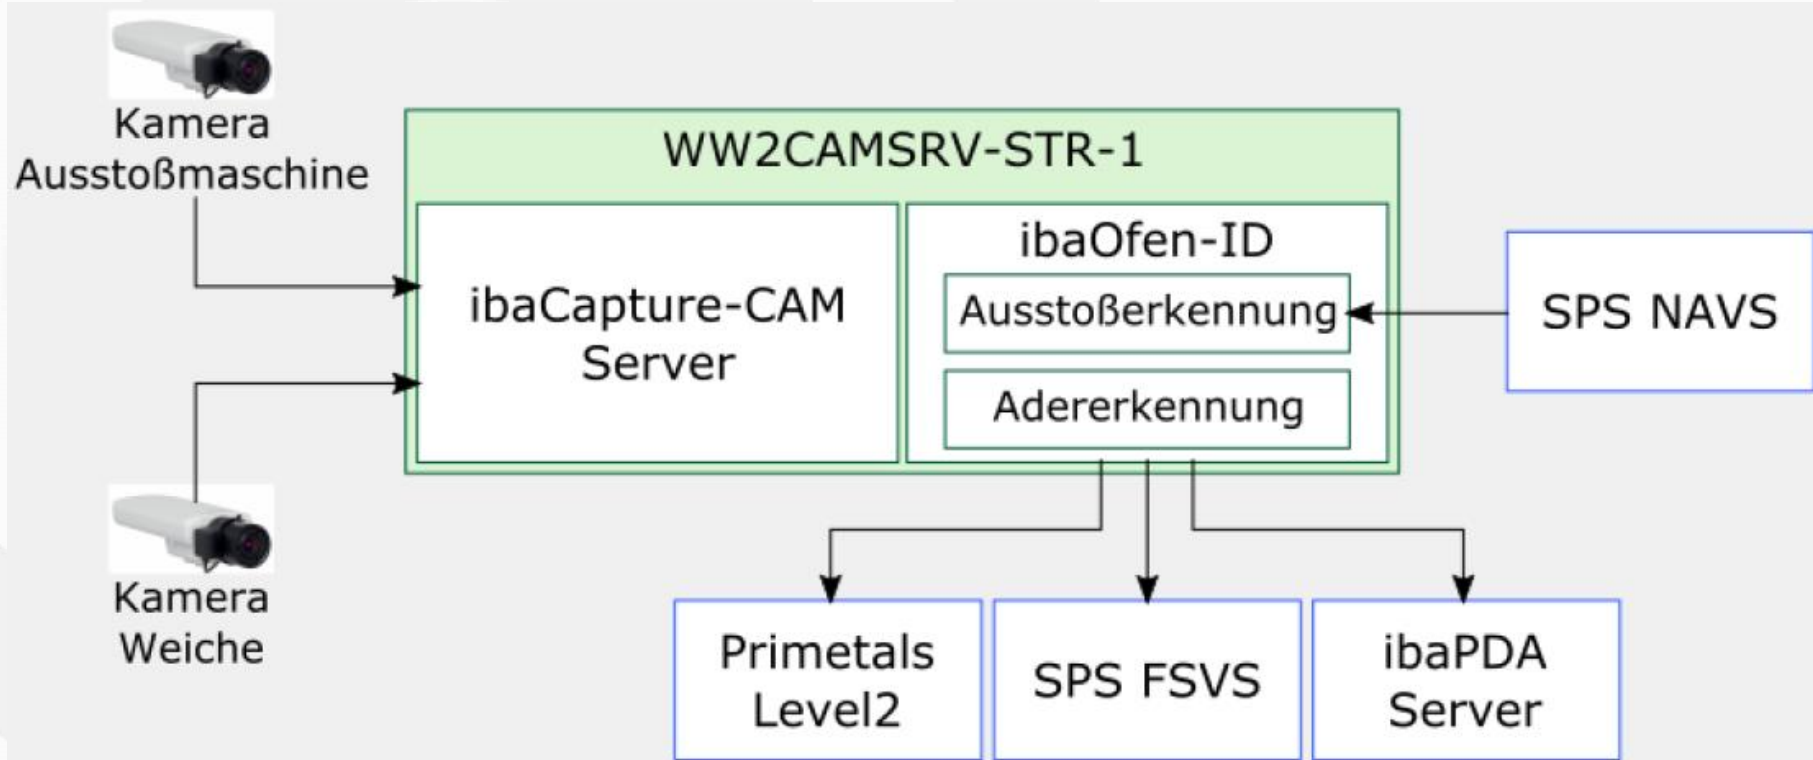 Kamera
Ausstoßmaschine
WW2CAMSRV-STR-1
ibaCapture-CAM
Server
ibaOfen-ID
Ausstoßerkennung
Adererkennung
SPS NAVS
Kamera
Weiche
Primetals
Level2
SPS FSVS
ibaPDA
Server